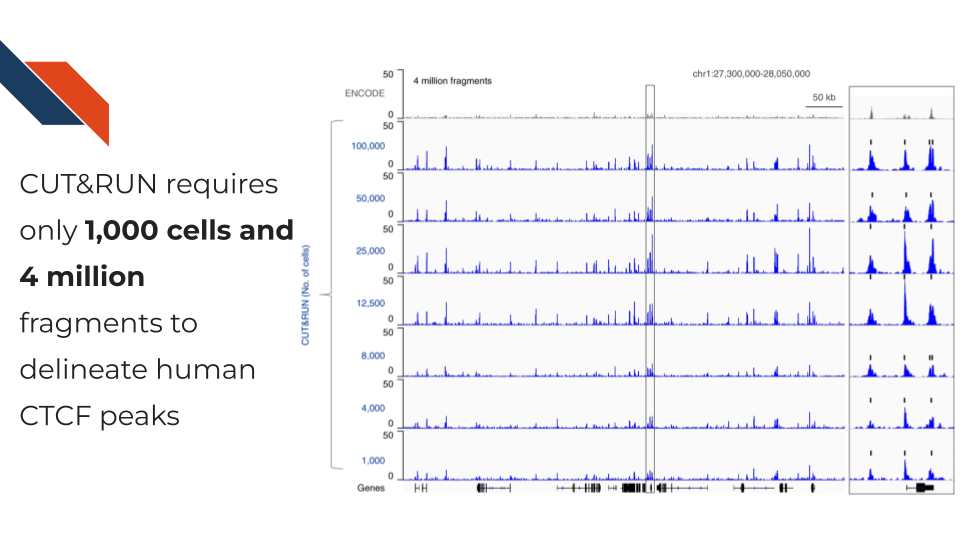 CUT&RUN requires
only 1,000 cells and
4 million
fragments to
delineate human
CTCF peaks
50
4 million fragments
chr1:27,300,000-28,050,000
ENCODE
50 kb
0
CUT&RUN (No. of cells)
50
100,000
0
50
50,000
0
50
25,000
0
50
12,500
0
50
8,000
0
50
4,000
0
50
1,000
0
Genes